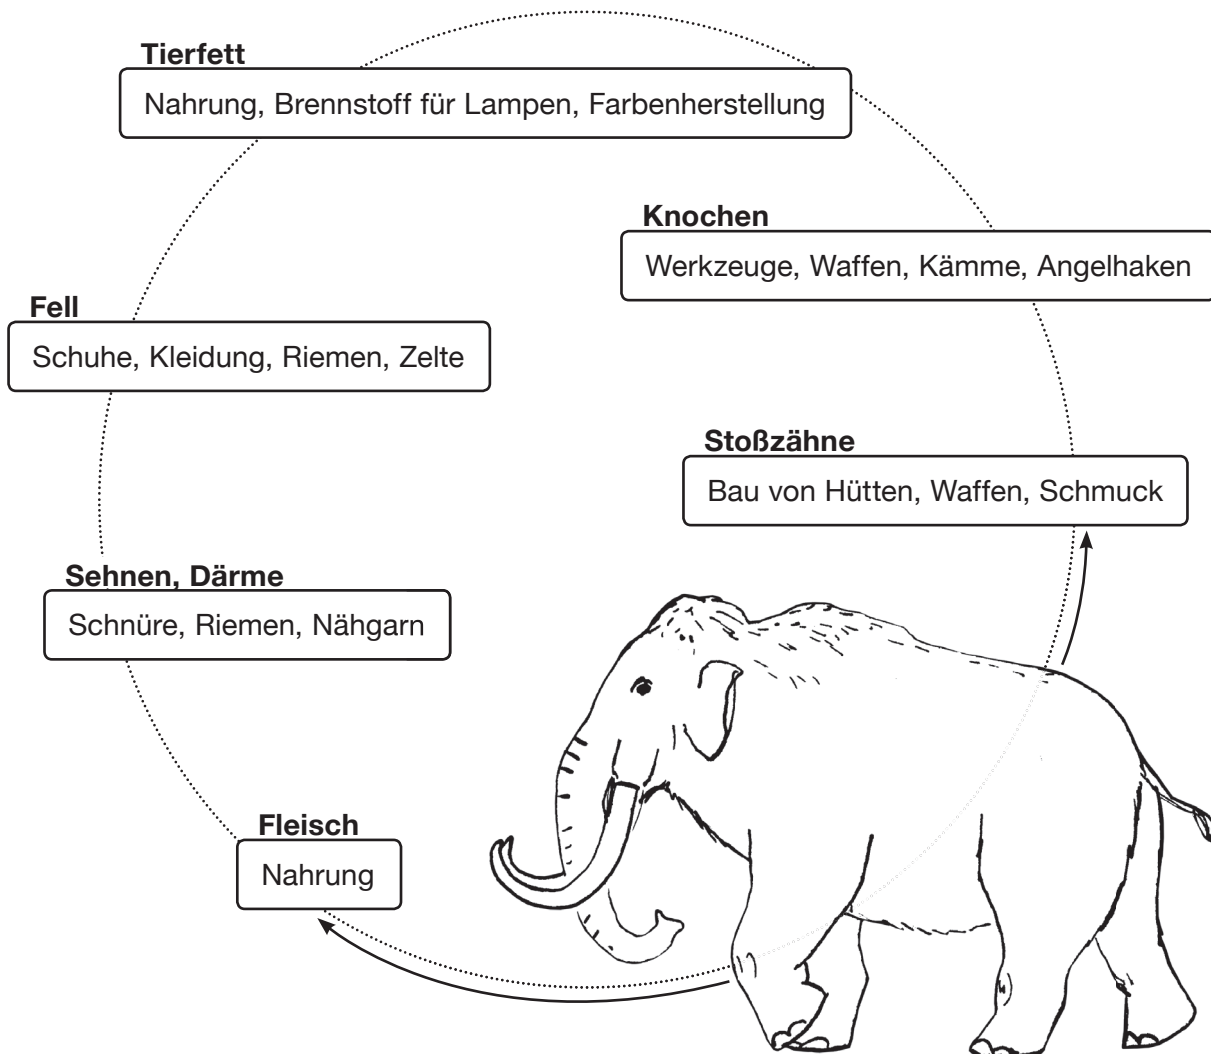 Tierfett
Nahrung, Brennstoff für Lampen, Farbenherstellung
Knochen
Werkzeuge, Waffen, Kämme, Angelhaken
Fell
Schuhe, Kleidung, Riemen, Zelte
Stoßzähne
Bau von Hütten, Waffen, Schmuck
Sehnen, Därme
Schnüre, Riemen, Nähgarn
Fleisch
Nahrung